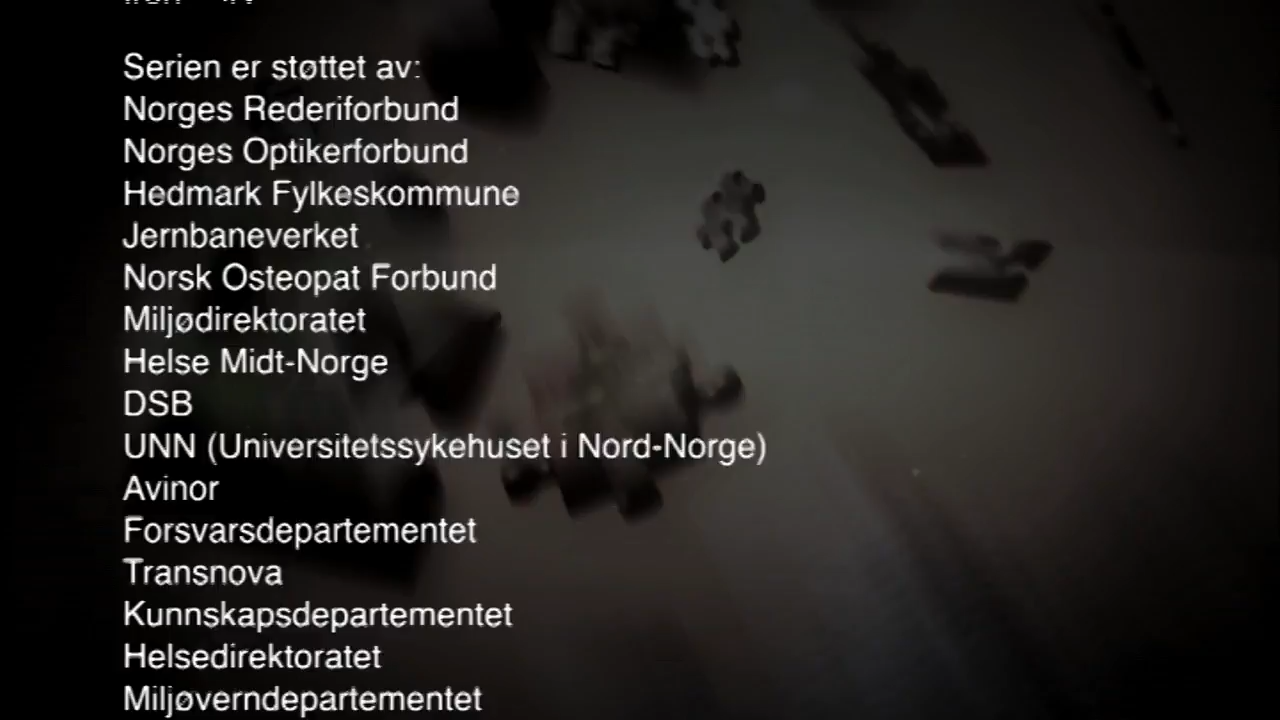 Serien er støttet av:
Norges Rederiforbund
Norges Optikerforbund
Hedmark Fylkeskommune
Jernbaneverket
Norsk Osteopat Forbund
Miljødirektoratet
Helse Midt-Norge
DSB
UNN (Universitetssykehuset i Nord-Norge)
Avinor
Forsvarsdepartementet
Transnova
Kunnskapsdepartementet
Helsedirektoratet
Miljøverndepartementet